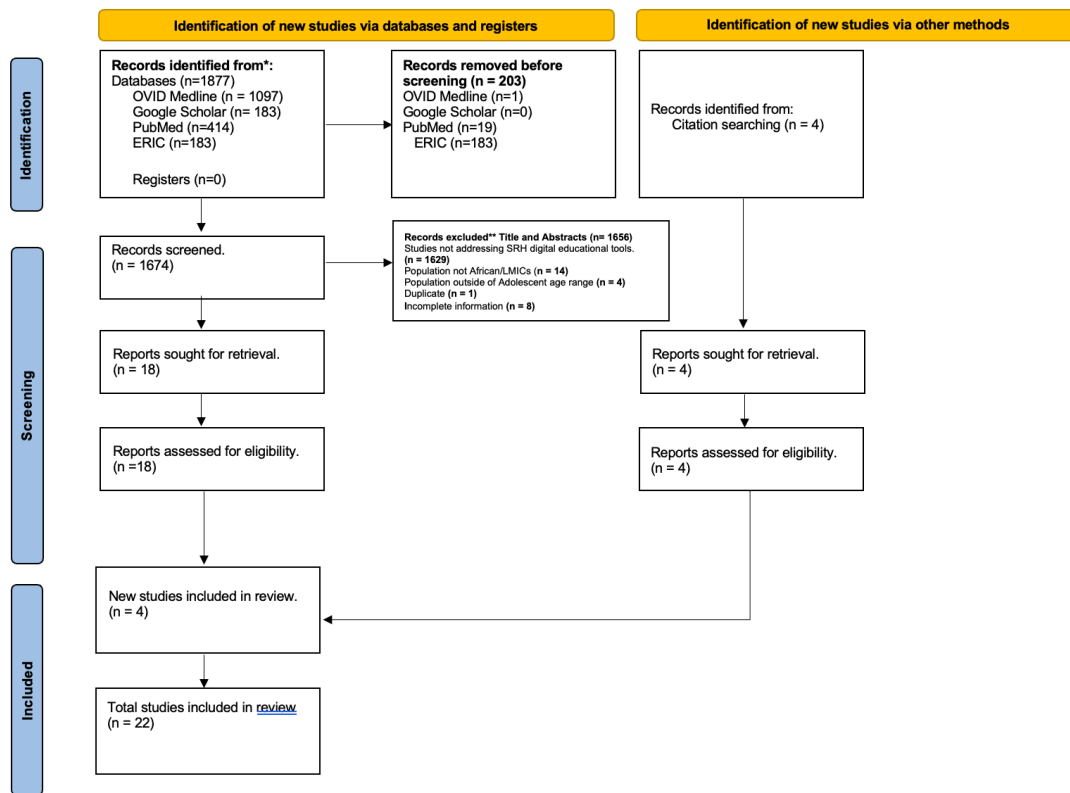 Identification of new studies via databases and registers
Identification of new studies via other methods
Identification
Records identified from*:
Databases (n=1877)
OVID Medline (n = 1097)
Google Scholar (n= 183)
PubMed (n=414)
ERIC (n=183)
Registers (n=0)
Records removed before
screening (n = 203)
OVID Medline(n=1)
Google Scholar(n=0)
PubMed (n=19)
ERIC (n=183)
Records identified from:
Citation searching (n = 4)
Screening
Records screened.
(n = 1674)
Records excluded** Title and Abstracts (n= 1656)
Studies not addressing SRH digital educational tools.
(n = 1629)
Population not African/LMICs (n = 14)
Population outside of Adolescent age range (n = 4)
Duplicate (n = 1)
Incomplete information (n = 8)
Reports sought for retrieval.
(n = 18)
Reports sought for retrieval.
(n = 4)
Reports assessed for eligibility.
(n =18)
Reports assessed for eligibility.
(n = 4)
Included
New studies included in review.
(n = 4)
Total studies included in review
(n = 22)